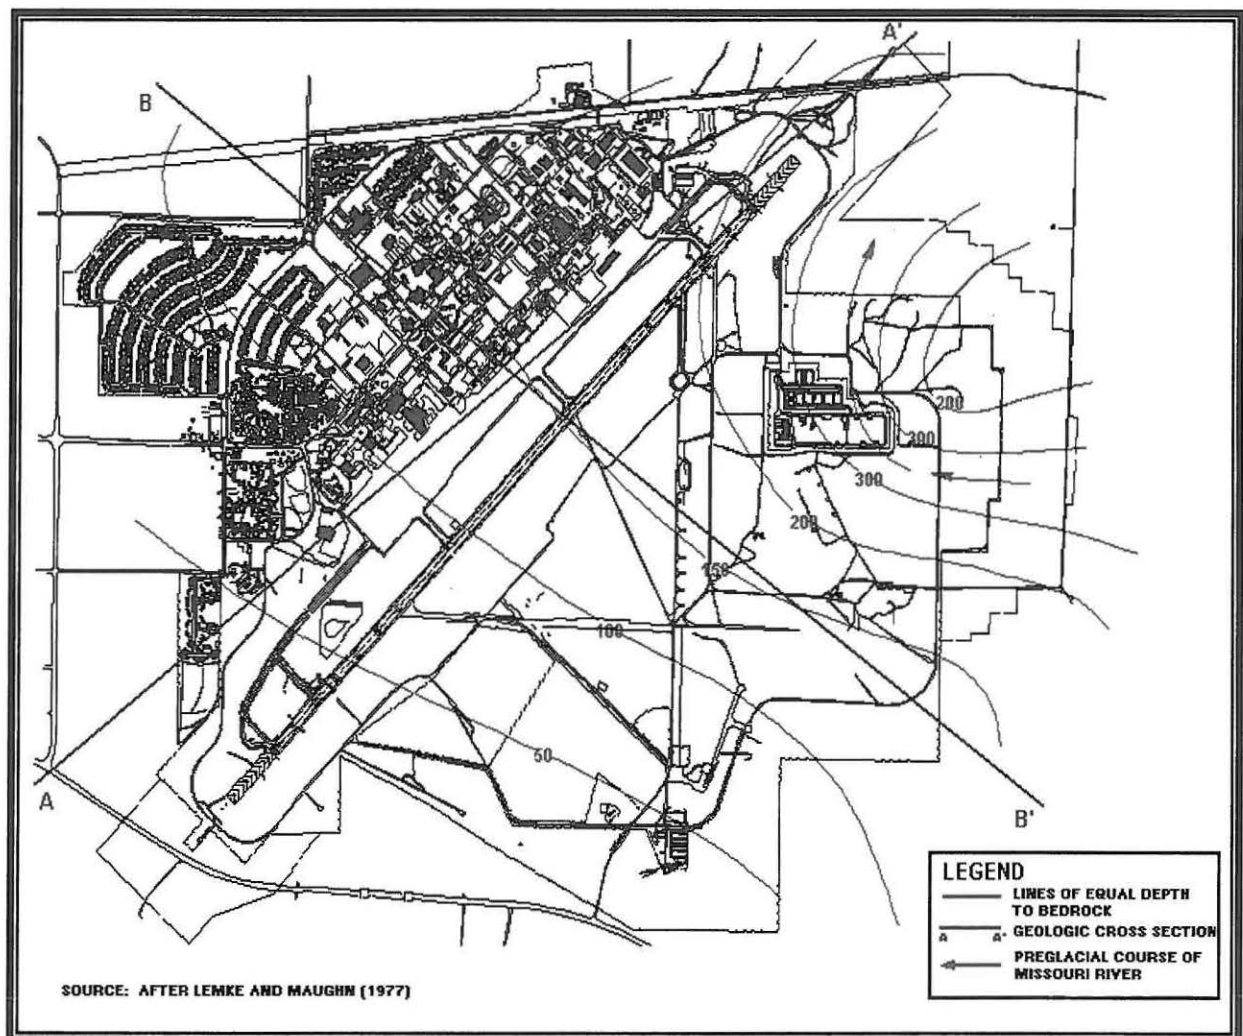 A'
B
200
300
300
200
150
100
50
A
B'
LEGEND
LINES OF EQUAL DEPTH
TO BEDROCK
A A' GEOLOGIC CROSS SECTION
PREGLACIAL COURSE OF
MISSOURI RIVER
SOURCE: AFTER LEMKE AND MAUGHN (1977)